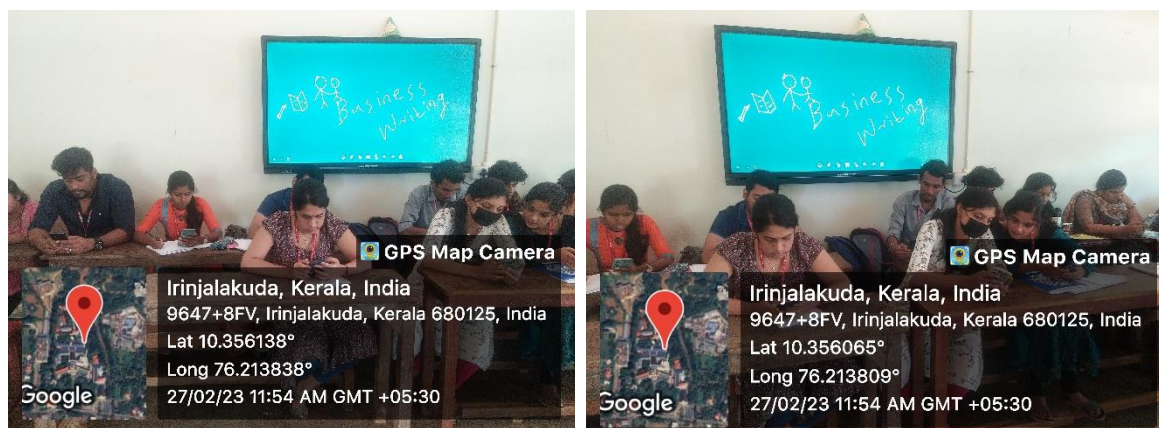 Business
Writing
GPS Map Camera
Irinjalakuda, Kerala, India
9647+8FV, Irinjalakuda, Kerala 680125, India
Lat 10.356138°
Long 76.213838°
27/02/23 11:54 AM GMT +05:30
Google
Business
Writing
GPS Map Camera
Irinjalakuda, Kerala, India
9647+8FV, Irinjalakuda, Kerala 680125, India
Lat 10.356065°
Long 76.213809°
27/02/23 11:54 AM GMT +05:30
Google